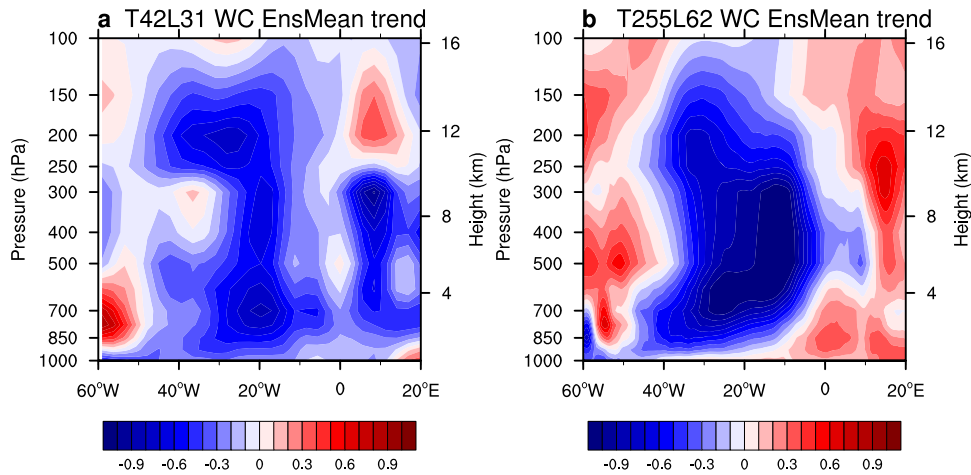 a T42L31 WC EnsMean trend
100
150
200
250
300
400
500
700
850
1000
Pressure (hPa)
16
12
8
4
Height (km)
60°W 40°W 20°W 0 20°E
-0.9 -0.6 -0.3 0 0.3 0.6 0.9
b T255L62 WC EnsMean trend
100
150
200
250
300
400
500
700
850
1000
Pressure (hPa)
16
12
8
4
Height (km)
60°W 40°W 20°W 0 20°E
-0.9 -0.6 -0.3 0 0.3 0.6 0.9